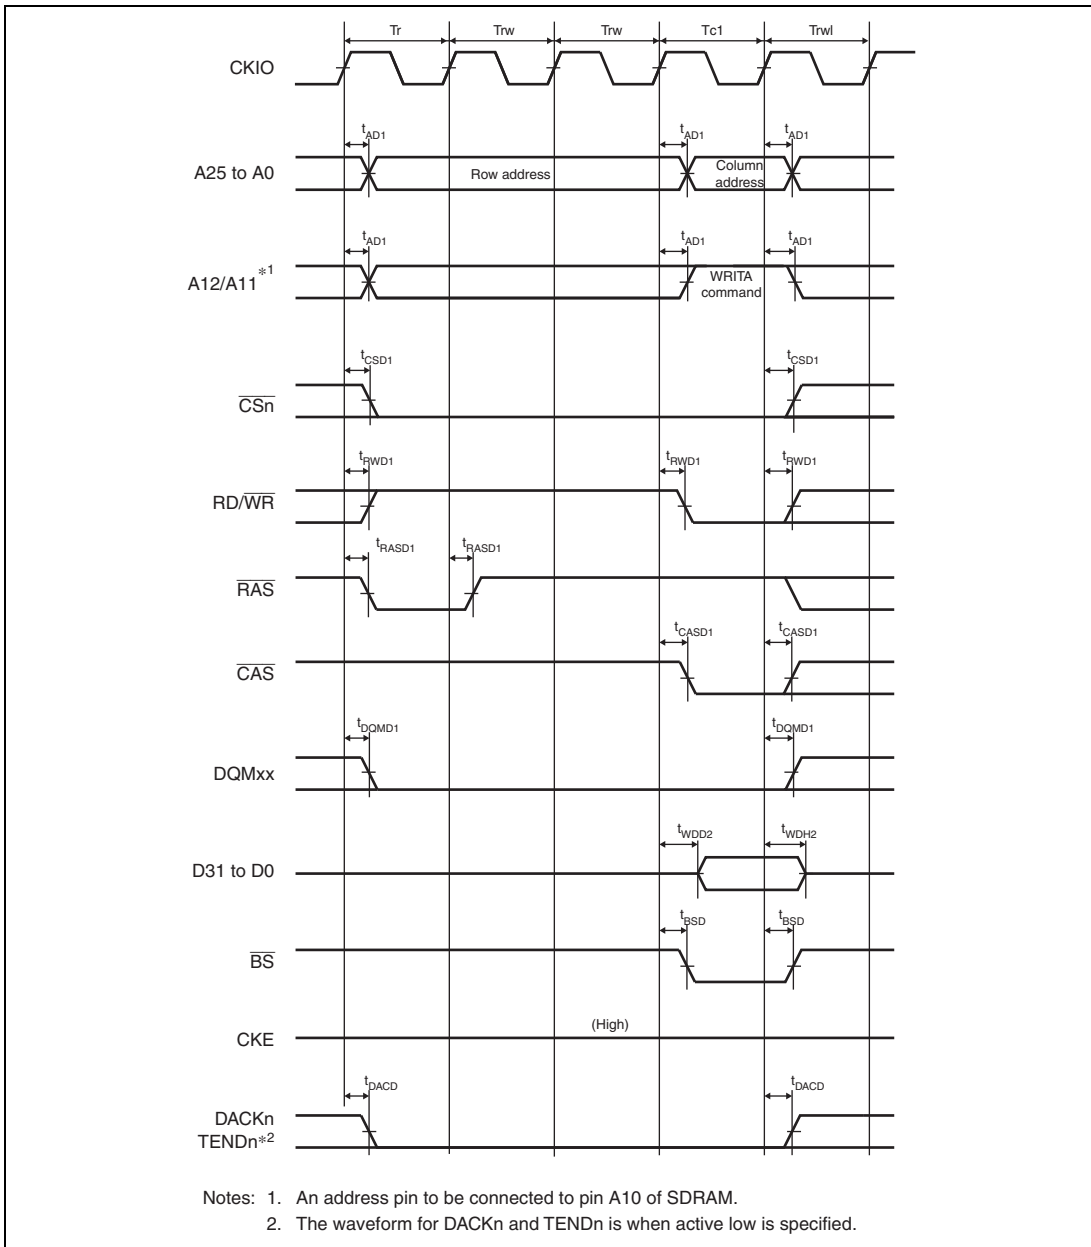 Tr Trw Trw Tc1 Trwl
CKIO
tAD1 tAD1 tAD1
A25 to A0 Row address Column address
tAD1 tAD1 tAD1
A12/A11*1 WRITA command
tCSD1 tCSD1
CSn
tRWD1 tRWD1 tRWD1
RD/WR
tRASD1 tRASD1
RAS
tCASD1 tCASD1
CAS
tDQMD1 tDQMD1
DQMxx
tWDD2 tWDH2
D31 to D0
tBSD tBSD
BS
(High)
CKE
tDACD tDACD
DACKn
TENDn*2
Notes: 1. An address pin to be connected to pin A10 of SDRAM.
2. The waveform for DACKn and TENDn is when active low is specified.